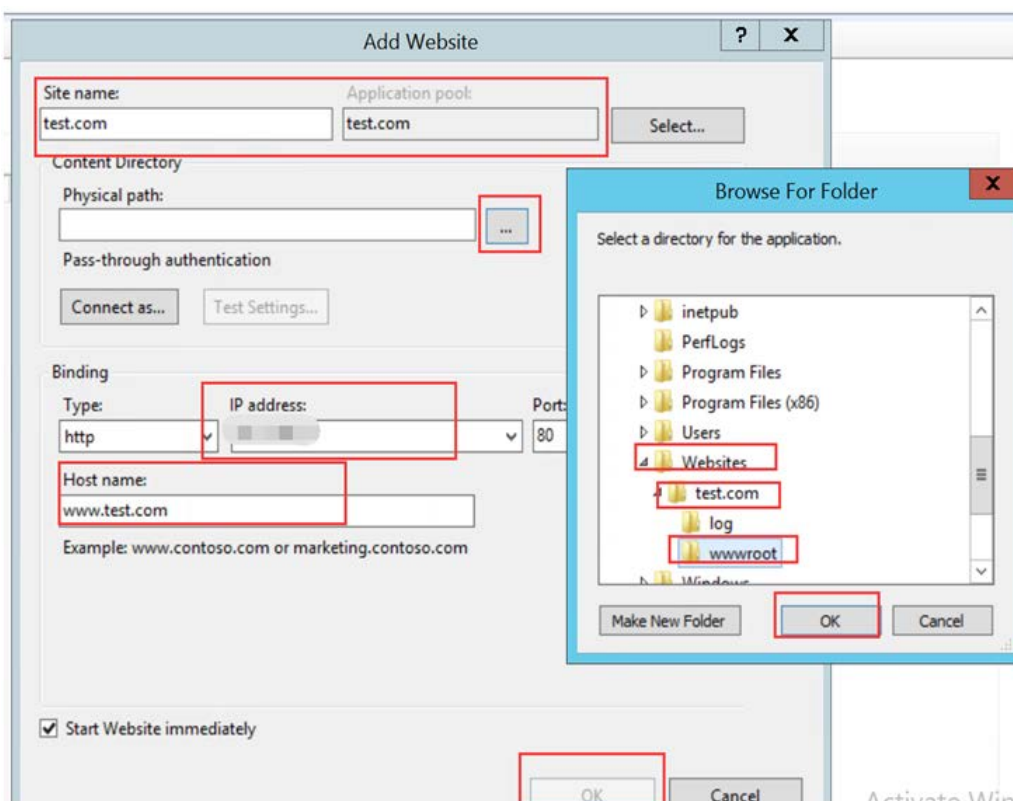 Add Website
? X
Site name: Application pool:
test.com test.com Select...
Content Directory
Physical path:
...
Pass-through authentication
Connect as... Test Settings...
Binding
Type: IP address: Port:
http 80
Host name:
www.test.com
Example: www.contoso.com or marketing.contoso.com
Start Website immediately
OK Cancel
Browse For Folder
X
Select a directory for the application.
inetpub
PerfLogs
Program Files
Program Files (x86)
Users
Websites
test.com
log
wwwroot
Windows
Make New Folder OK Cancel
Activate Win